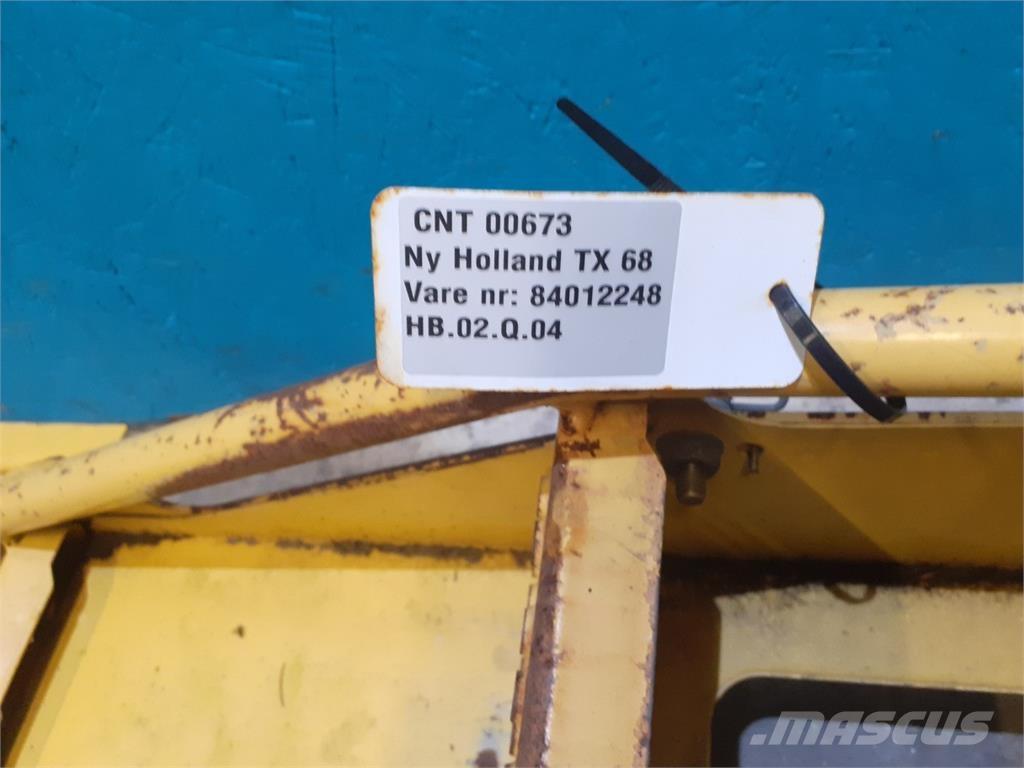 CNT 00673
Ny Holland TX 68
Vare nr: 84012248
HB.02.Q.04
MASCUS